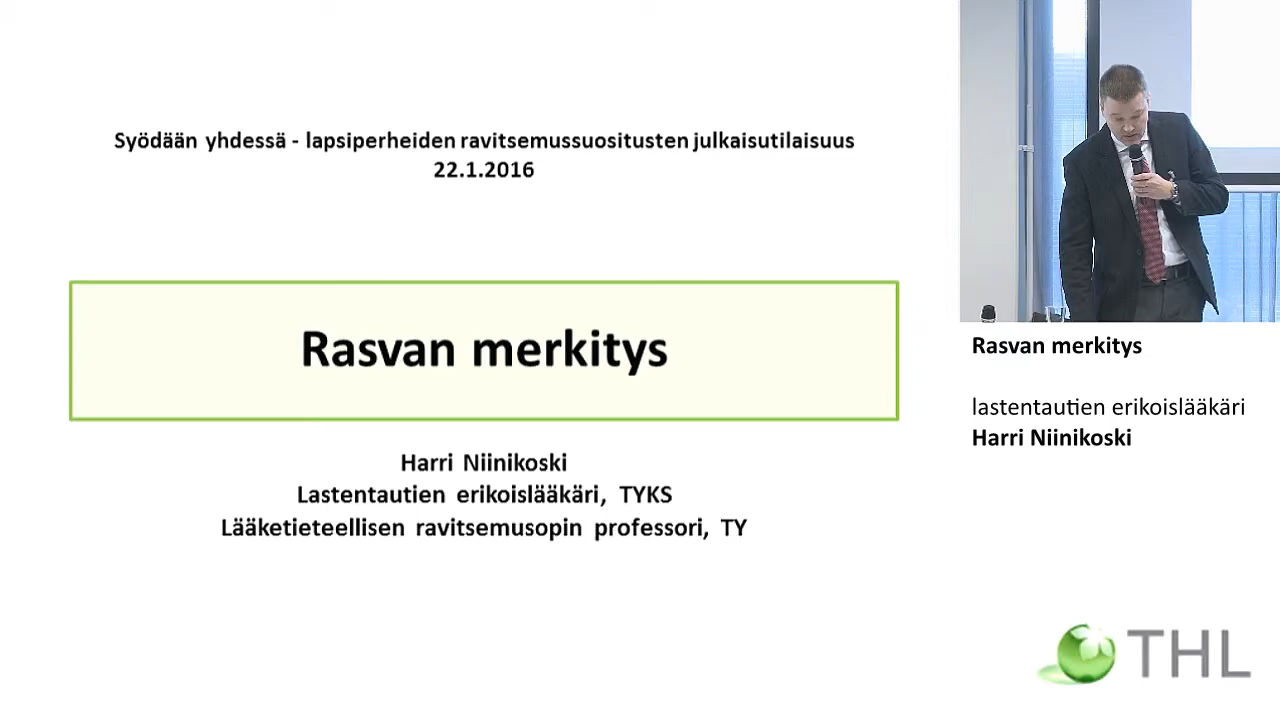 Syödään yhdessä - lapsiperheiden ravitsemussuositusten julkaisutilaisuus
22.1.2016
Rasvan merkitys
Harri Niinikoski
Lastentautien erikoislääkäri, TYKS
Lääketieteellisen ravitsemusopin professori, TY
Rasvan merkitys
lastentautien erikoislääkäri
Harri Niinikoski
THL